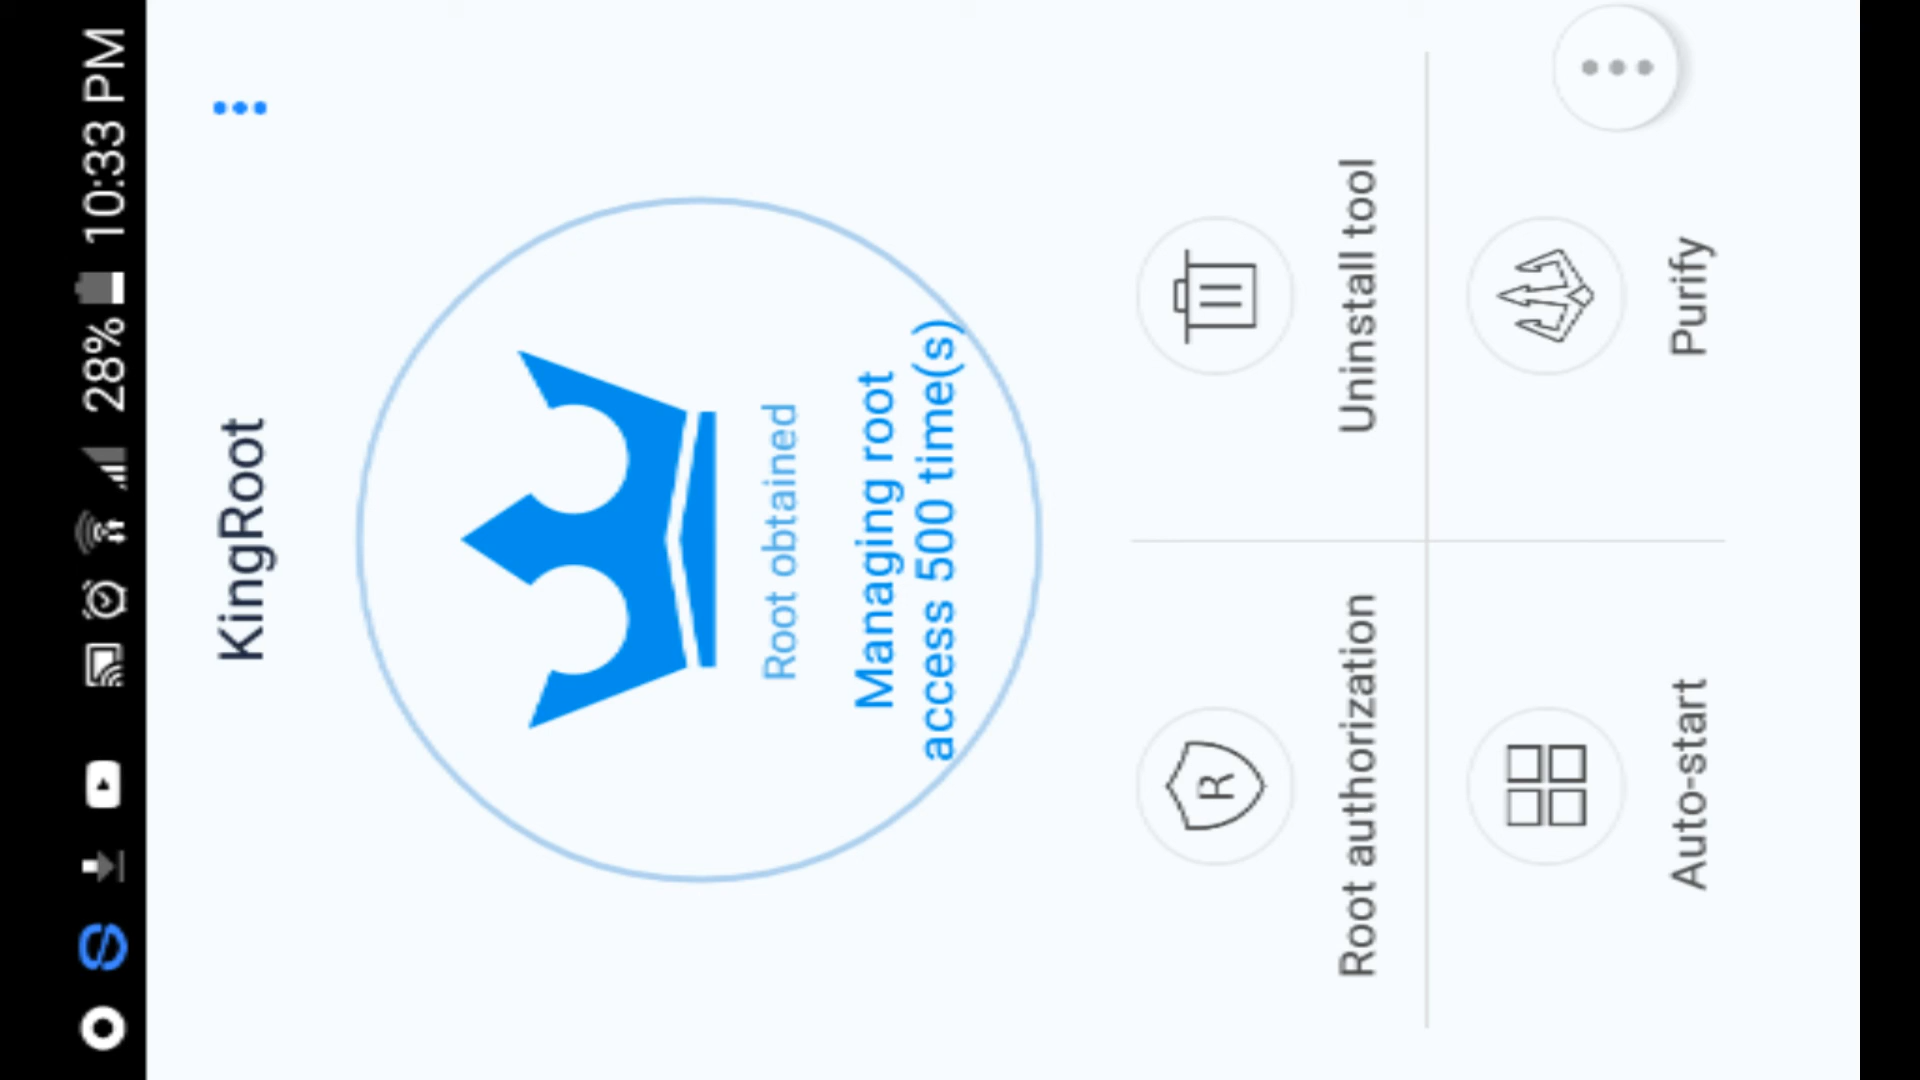 28% 10:33 PM
KingRoot
Root obtained
Managing root
access 500 time(s)
R
Root authorization
Uninstall tool
Auto-start
Purify